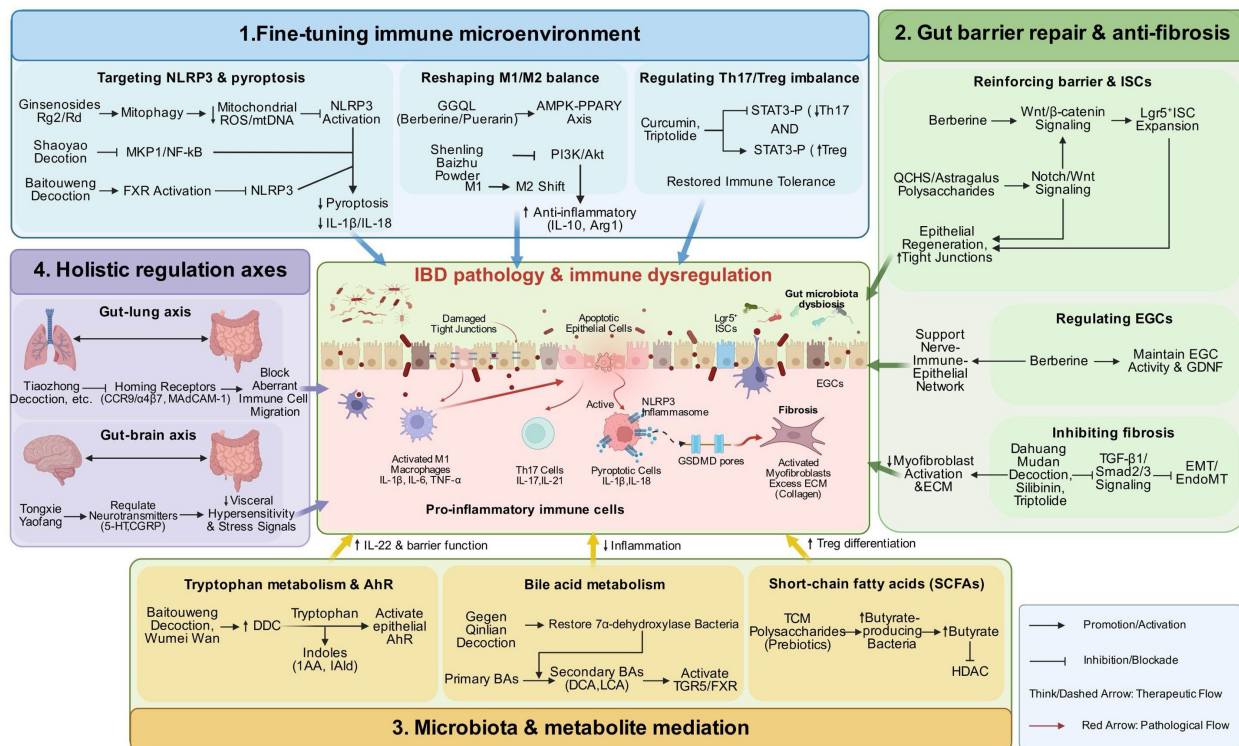 1.Fine-tuning immune microenvironment
Targeting NLRP3 & pyroptosis
Ginsenosides
Rg2/Rd
Mitophagy
↓ Mitochondrial
ROS/mtDNA
NLRP3
Activation
Shaoyao
Decotion
MKP1/NF-kB
Baitouweng
Decoction
FXR Activation
NLRP3
↓ Pyroptosis
↓ IL-1β/IL-18
Reshaping M1/M2 balance
GGQL
(Berberine/Puerarin)
AMPK-PPARY
Axis
Shenling
Baizhu
Powder
PI3K/Akt
M1
M2 Shift
↑ Anti-inflammatory
(IL-10, Arg1)
Regulating Th17/Treg imbalance
Curcumin,
Triptolide
STAT3-P (↓Th17
AND
STAT3-P (↑Treg
Restored Immune Tolerance
2. Gut barrier repair & anti-fibrosis
Reinforcing barrier & ISCs
Berberine
Wnt/β-catenin
Signaling
Lgr5⁺ISC
Expansion
QCHS/Astragalus
Polysaccharides
Notch/Wnt
Signaling
Epithelial
Regeneration,
↑Tight Junctions
Regulating EGCs
Support
Nerve-
Immune-
Epithelial
Network
Berberine
Maintain EGC
Activity & GDNF
Inhibiting fibrosis
↓Myofibroblast
Activation
&ECM
Dahuang
Mudan
Decoction,
Silibinin,
Triptolide
TGF-β1/
Smad2/3
Signaling
EMT/
EndoMT
4. Holistic regulation axes
Gut-lung axis
Tiaozhong
Decoction, etc.
Homing Receptors
(CCR9/α4β7, MAdCAM-1)
Block
Aberrant
Immune Cell
Migration
Gut-brain axis
Tongxie
Yaofang
Requlate
Neurotransmitters
(5-HT,CGRP)
↓ Visceral
Hypersensitivity
& Stress Signals
IBD pathology & immune dysregulation
Damaged
Tight Junctions
Apoptotic
Epithelial Cells
Lgr5⁺
ISCs
Gut microbiota
dysbiosis
EGCs
Active
NLRP3
Inflammasome
Fibrosis
Activated M1
Macrophages
IL-1β, IL-6, TNF-α
Th17 Cells
IL-17,IL-21
Pyroptotic Cells
IL-1β,IL-18
GSDMD pores
Activated
Myofibroblasts
Excess ECM
(Collagen)
Pro-inflammatory immune cells
↑ IL-22 & barrier function
↓ Inflammation
↑ Treg differentiation
Tryptophan metabolism & AhR
Baitouweng
Decoction,
Wumei Wan
↑ DDC
Tryptophan
Indoles
(1AA, IAld)
Activate
epithelial
AhR
Bile acid metabolism
Gegen
Qinlian
Decoction
Restore 7α-dehydroxylase Bacteria
Primary BAs
Secondary BAs
(DCA,LCA)
Activate
TGR5/FXR
Short-chain fatty acids (SCFAs)
TCM
Polysaccharides
(Prebiotics)
↑Butyrate-
producing
Bacteria
↑Butyrate
HDAC
3. Microbiota & metabolite mediation
Promotion/Activation
Inhibition/Blockade
Think/Dashed Arrow: Therapeutic Flow
Red Arrow: Pathological Flow